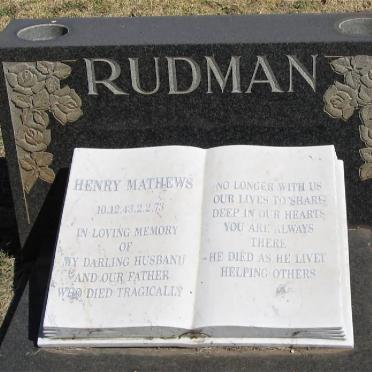 RUDMAN
HENRY MATHEWS
10.12.43.2.2.73
IN LOVING MEMORY
OF
MY DARLING HUSBAND
AND OUR FATHER
WHO DIED TRAGICALLY
NO LONGER WITH US
OUR LIVES TO SHARE
DEEP IN OUR HEARTS
YOU ARE ALWAYS
THERE
HE DIED AS HE LIVED
HELPING OTHERS